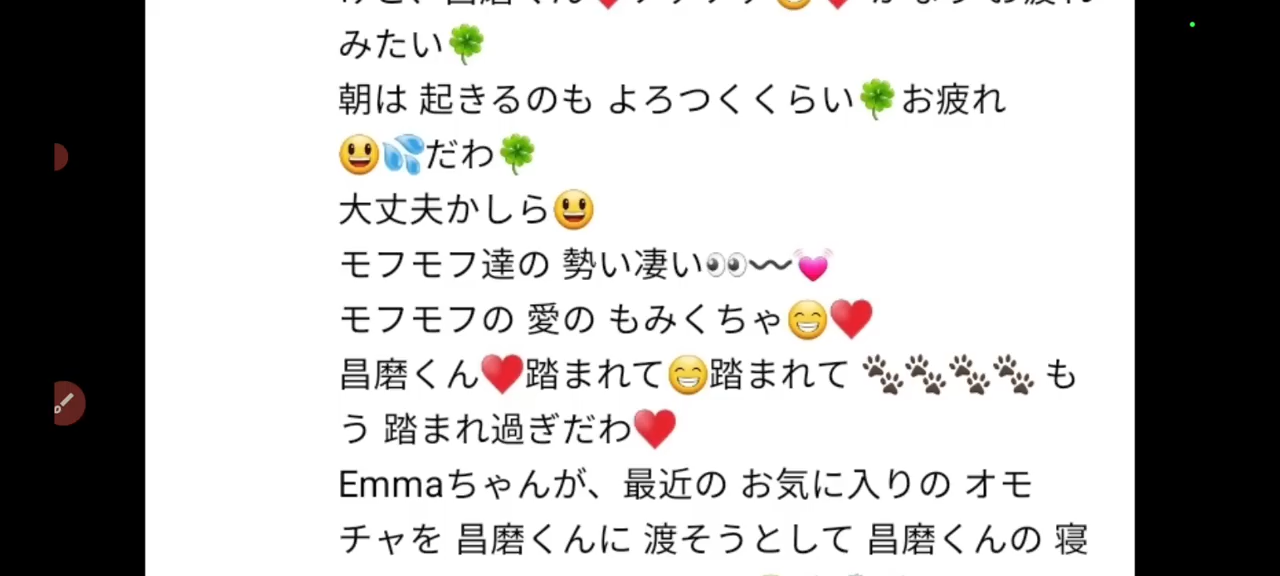 みたい🍀
朝は 起きるのも よろつくくらい🍀お疲れ
😃💦だわ🍀
大丈夫かしら😃
モフモフ達の 勢い凄い👀〰💓
モフモフの 愛の もみくちゃ😁❤
昌磨くん❤踏まれて😁踏まれて 🐾🐾🐾🐾 も
う 踏まれ過ぎだわ❤
Emmaちゃんが、最近の お気に入りの オモ
チャを 昌磨くんに 渡そうとして 昌磨くんの 寝